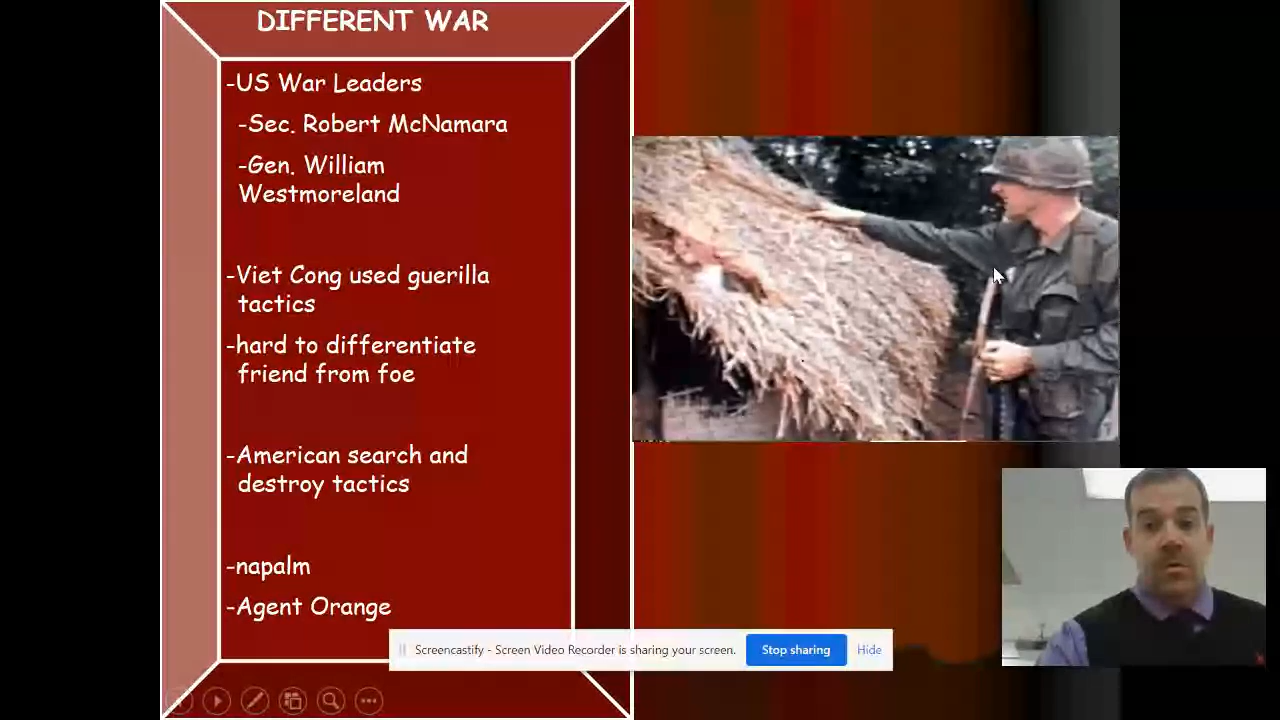 DIFFERENT WAR
-US War Leaders
-Sec. Robert McNamara
-Gen. William
Westmoreland
-Viet Cong used guerilla
tactics
-hard to differentiate
friend from foe
-American search and
destroy tactics
-napalm
-Agent Orange
Screencastify - Screen Video Recorder is sharing your screen.
Stop sharing
Hide